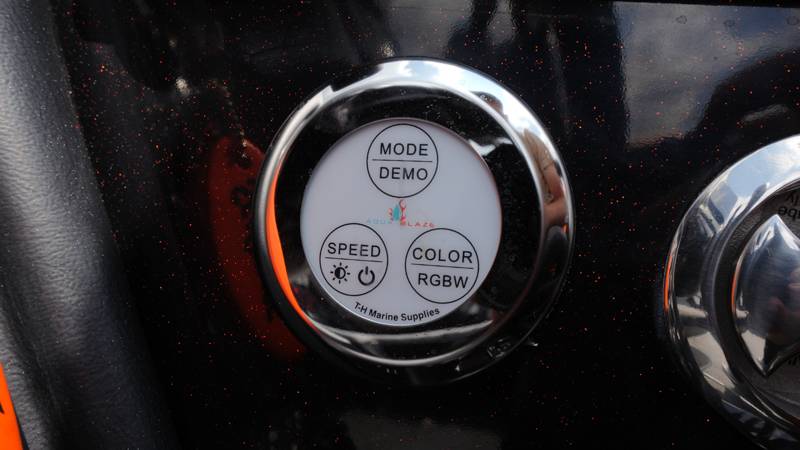 MODE
DEMO
AQUA BLAZE
SPEED
COLOR
RGBW
T-H Marine Supplies